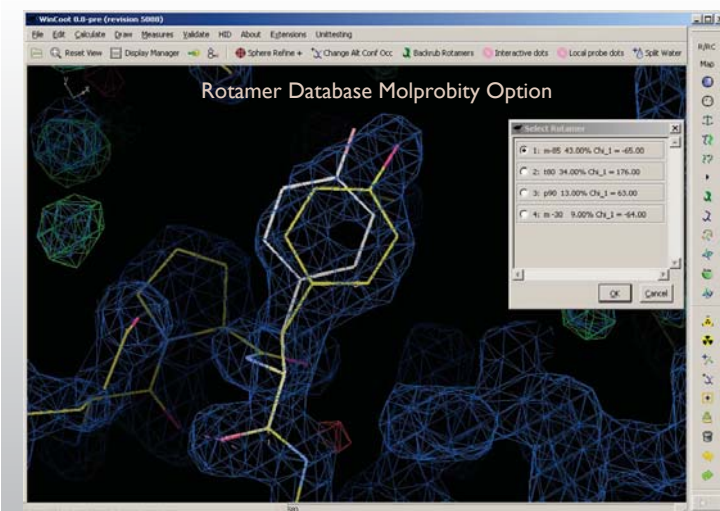 WinCoot 0.8-pre (revision 5088)
File Edit Calculate Draw Measures Validate HID About Extensions Unittesting
Reset View Display Manager Sphere Refine + Change Alt Conf Occ Backrub Rotamers Interactive dots Local probe dots Split Water
R/RC
Map
Rotamer Database Molprobity Option
Select Rotamer
1: m-85 43.00% Chi_1 = -65.00
2: t80 34.00% Chi_1 = 176.00
3: p90 13.00% Chi_1 = 63.00
4: m -30 9.00% Chi_1 = -64.00
OK Cancel